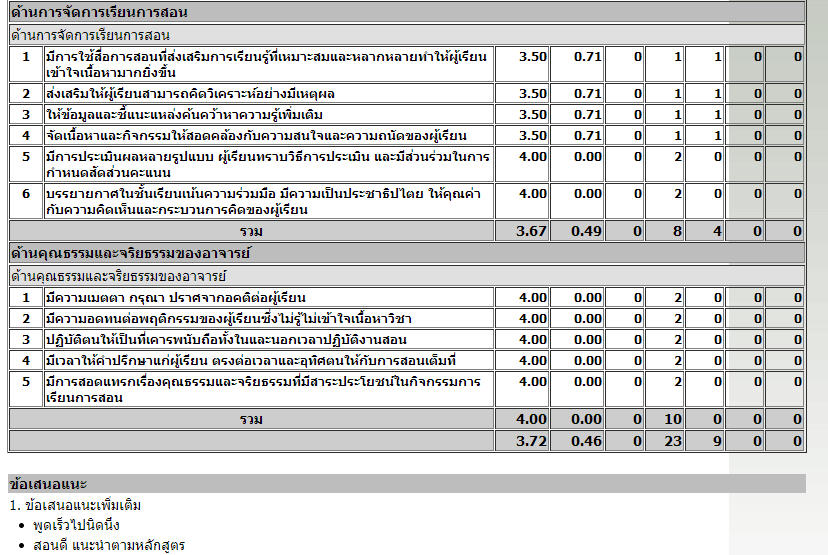 ด้านการจัดการเรียนการสอน
ด้านการจัดการเรียนการสอน
1 มีการใช้สื่อการสอนที่ส่งเสริมการเรียนรู้ที่เหมาะสมและหลากหลายทำให้ผู้เรียน 3.50 0.71 0 1 1 0 0
เข้าใจเนื้อหามากยิ่งขึ้น
2 ส่งเสริมให้ผู้เรียนสามารถคิดวิเคราะห์อย่างมีเหตุผล 3.50 0.71 0 1 1 0 0
3 ให้ข้อมูลและชี้แนะแหล่งค้นคว้าหาความรู้เพิ่มเติม 3.50 0.71 0 1 1 0 0
4 จัดเนื้อหาและกิจกรรมให้สอดคล้องกับความสนใจและความถนัดของผู้เรียน 3.50 0.71 0 1 1 0 0
5 มีการประเมินผลหลายรูปแบบ ผู้เรียนทราบวิธีการประเมิน และมีส่วนร่วมในการ 4.00 0.00 0 2 0 0 0
กำหนดสัดส่วนคะแนน
6 บรรยายกาศในชั้นเรียนเน้นความร่วมมือ มีความเป็นประชาธิปไตย ให้คุณค่า 4.00 0.00 0 2 0 0 0
กับความคิดเห็นและกระบวนการคิดของผู้เรียน
รวม 3.67 0.49 0 8 4 0 0
ด้านคุณธรรมและจริยธรรมของอาจารย์
ด้านคุณธรรมและจริยธรรมของอาจารย์
1 มีความเมตตา กรุณา ปราศจากอคติต่อผู้เรียน 4.00 0.00 0 2 0 0 0
2 มีความอดทนต่อพฤติกรรมของผู้เรียนซึ่งไม่รู้ไม่เข้าใจเนื้อหาวิชา 4.00 0.00 0 2 0 0 0
3 ปฏิบัติตนให้เป็นที่เคารพนับถือทั้งในและนอกเวลาปฏิบัติงานสอน 4.00 0.00 0 2 0 0 0
4 มีเวลาให้คำปรึกษาแก่ผู้เรียน ตรงต่อเวลาและอุทิศตนให้กับการสอนเต็มที่ 4.00 0.00 0 2 0 0 0
5 มีการสอดแทรกเรื่องคุณธรรมและจริยธรรมที่มีสาระประโยชน์ในกิจกรรมการ 4.00 0.00 0 2 0 0 0
เรียนการสอน
รวม 4.00 0.00 0 10 0 0 0
3.72 0.46 0 23 9 0 0
ข้อเสนอแนะ
1. ข้อเสนอแนะเพิ่มเติม
• พูดเร็วไปนิดนึ่ง
• สอนดี แนะนำตามหลักสูตร